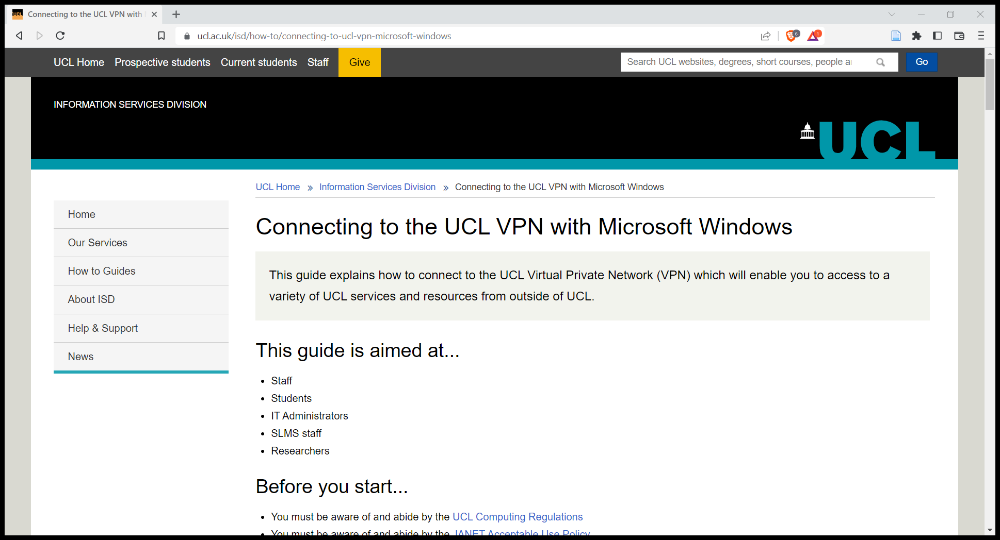 UCL
Connecting to the UCL VPN with
ucl.ac.uk/isd/how-to/connecting-to-ucl-vpn-microsoft-windows
6
1
UCL Home Prospective students Current students Staff Give
Search UCL websites, degrees, short courses, people
Go
INFORMATION SERVICES DIVISION
UCL
UCL Home » Information Services Division » Connecting to the UCL VPN with Microsoft Windows
Home
Our Services
How to Guides
About ISD
Help & Support
News
Connecting to the UCL VPN with Microsoft Windows
This guide explains how to connect to the UCL Virtual Private Network (VPN) which will enable you to access to a
variety of UCL services and resources from outside of UCL.
This guide is aimed at...
• Staff
• Students
• IT Administrators
• SLMS staff
• Researchers
Before you start...
• You must be aware of and abide by the UCL Computing Regulations
• You must be aware of and abide by the JANET Acceptable Use Policy